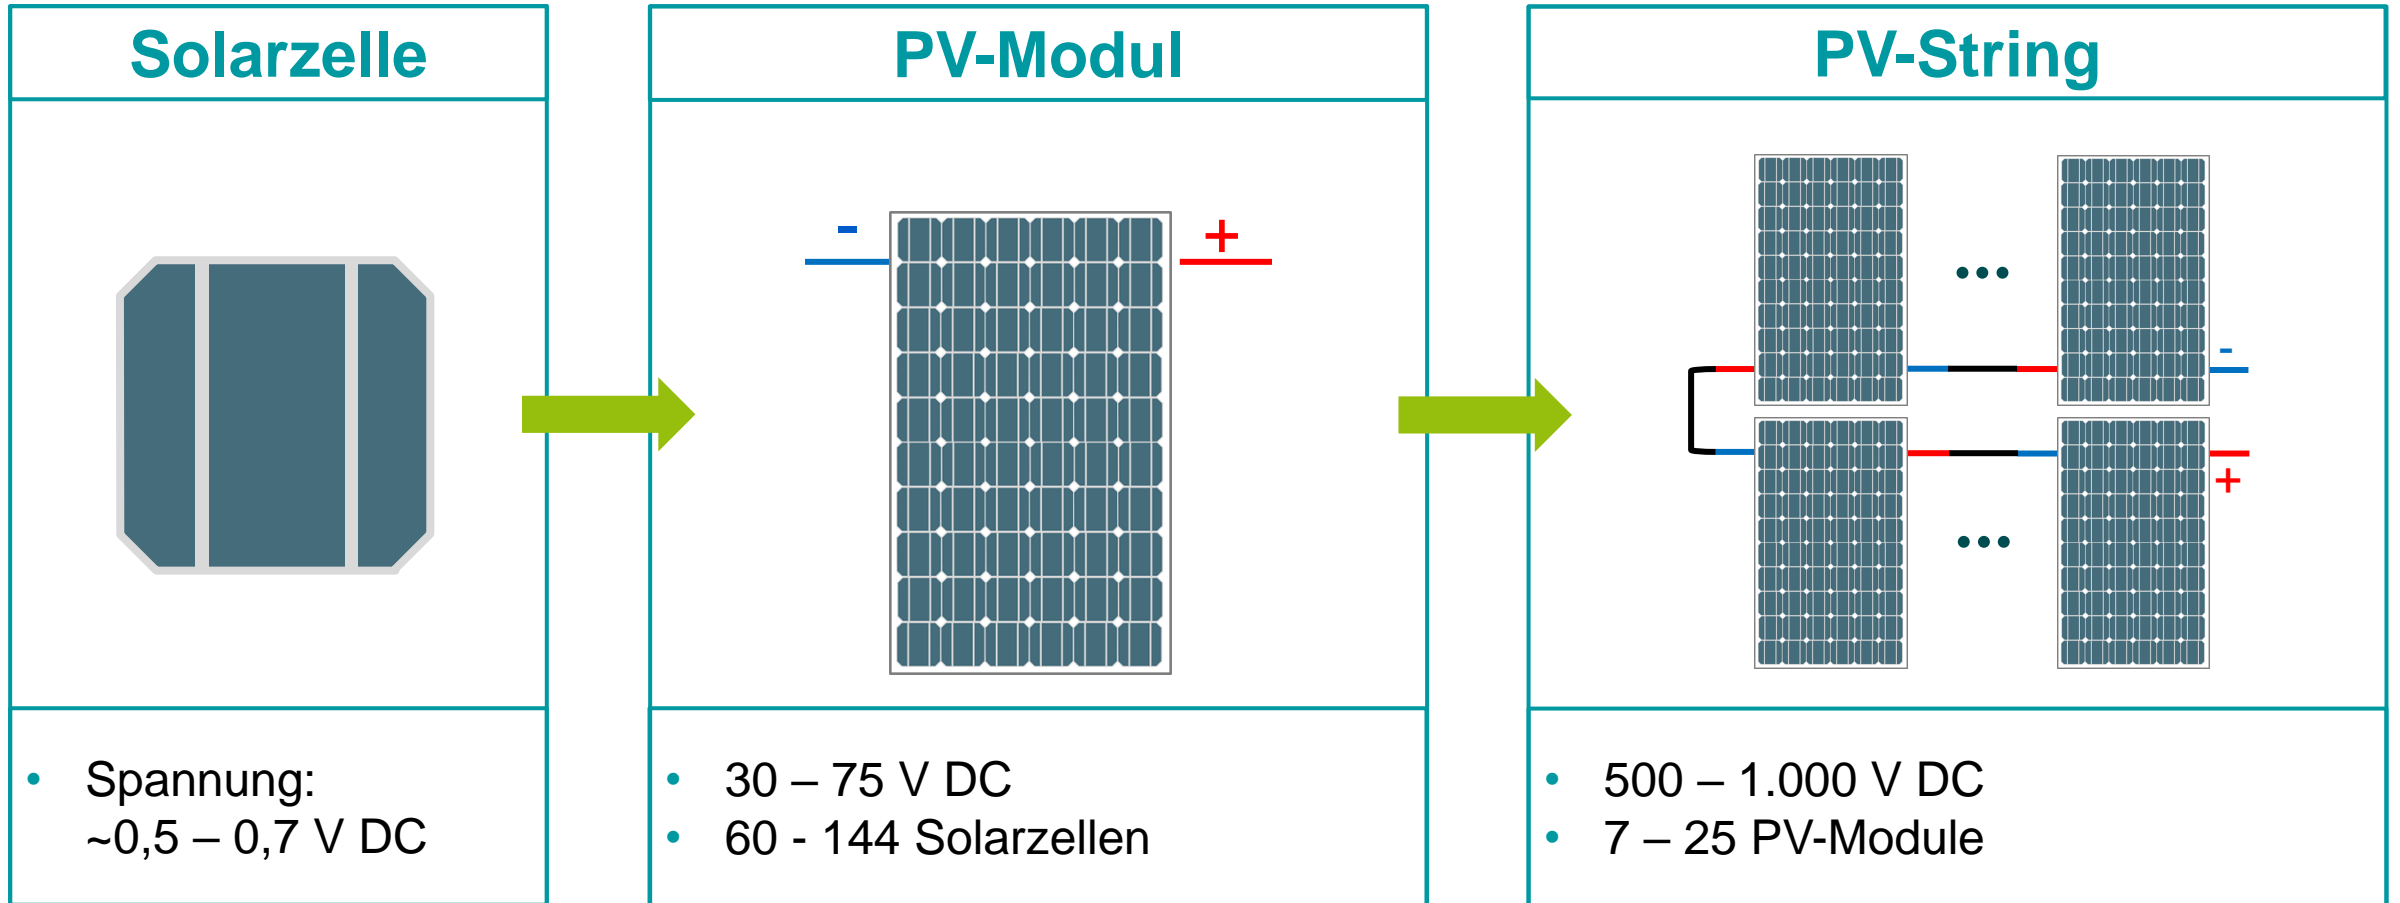 Solarzelle
PV-Modul
PV-String
-
+
•••
-
+
•••
• Spannung:
~0,5 – 0,7 V DC
• 30 – 75 V DC
• 60 - 144 Solarzellen
• 500 – 1.000 V DC
• 7 – 25 PV-Module